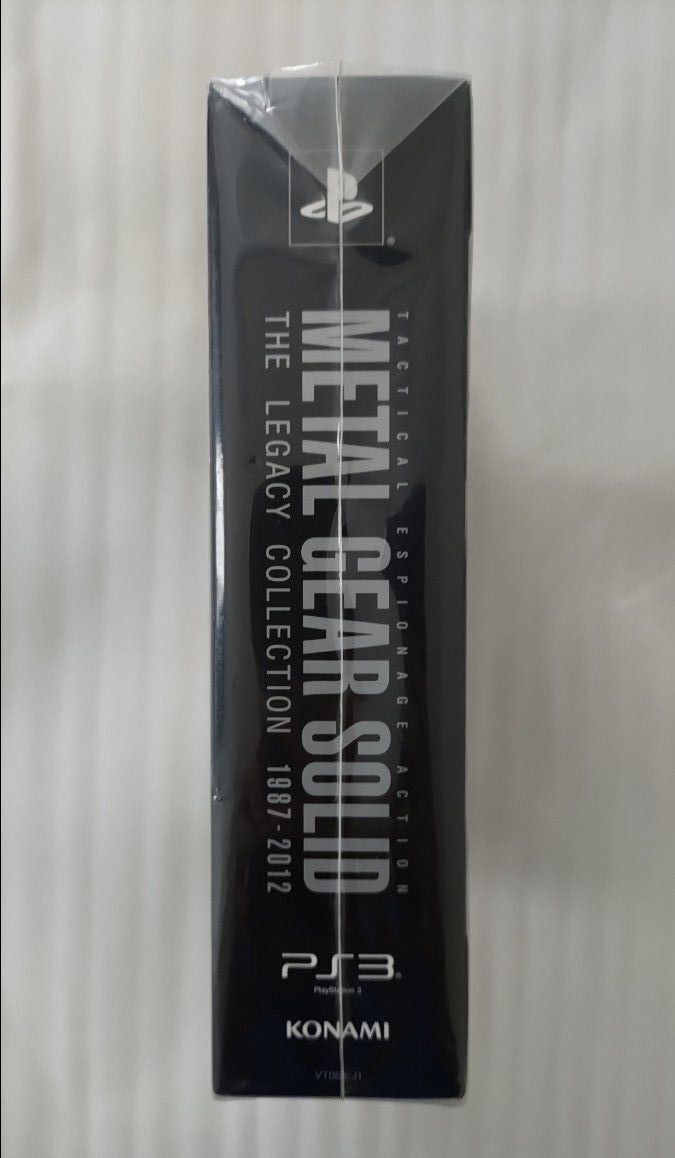 TACTICAL ESPIONAGE ACTION
METAL GEAR SOLID
THE LEGACY COLLECTION 1987-2012
PS3
PlayStation 3
KONAMI